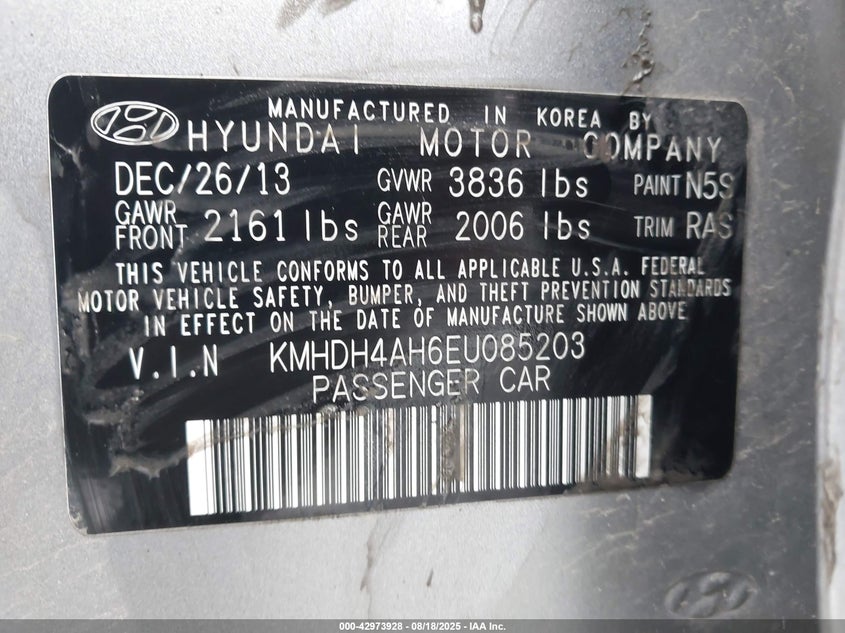 MANUFACTURED IN KOREA BY
HYUNDAI MOTOR COMPANY
DEC/26/13 GVWR 3836 lbs PAINT N5S
GAWR FRONT 2161 lbs GAWR REAR 2006 lbs TRIM RAS
THIS VEHICLE CONFORMS TO ALL APPLICABLE U.S.A. FEDERAL
MOTOR VEHICLE SAFETY, BUMPER, AND THEFT PREVENTION STANDARDS
IN EFFECT ON THE DATE OF MANUFACTURE SHOWN ABOVE
V.I.N KMHDH4AH6EU085203
PASSENGER CAR
000-42973928 - 08/18/2025 - IAA Inc.